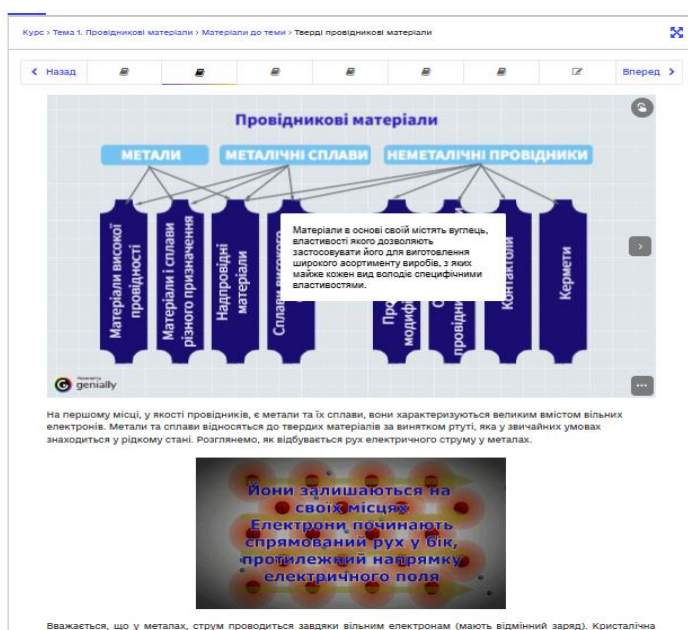 Курс › Тема 1. Провідникові матеріали › Матеріали до теми › Тверді провідникові матеріали
Назад
Вперед
Провідникові матеріали
МЕТАЛИ
МЕТАЛІЧНІ СПЛАВИ
НЕМЕТАЛІЧНІ ПРОВІДНИКИ
Матеріали високої
провідності
Матеріали і сплави
різного призначення
Надпровідні
матеріали
Сплави високого
Матеріали в основі своїй містять вуглець,
властивості якого дозволяють
застосовувати його для виготовлення
широкого асортименту виробів, з яких
майже кожен вид володіє специфічними
властивостями.
Контактоли
Кермети
genially
На першому місці, у якості провідників, є метали та їх сплави, вони характеризуються великим вмістом вільних
електронів. Метали та сплави відносяться до твердих матеріалів за винятком ртуті, яка у звичайних умовах
знаходиться у рідкому стані. Розглянемо, як відбувається рух електричного струму у металах.
Йони залишаються на
своїх місцях
Електрони починають
спрямований рух у бік,
протилежний напрямку
електричного поля
Вважається, що у металах, струм проводиться завдяки вільним електронам (мають відмінний заряд). Кристалічна